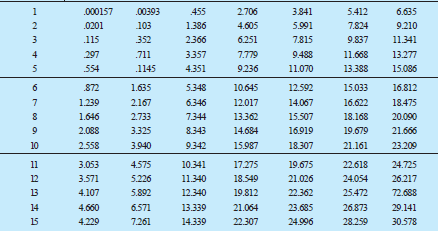 1 .000157 .00393 .455 2.706 3.841 5.412 6.635
2 .0201 .103 1.386 4.605 5.991 7.824 9.210
3 .115 .352 2.366 6.251 7.815 9.837 11.341
4 .297 .711 3.357 7.779 9.488 11.668 13.277
5 .554 .1145 4.351 9.236 11.070 13.388 15.086
6 .872 1.635 5.348 10.645 12.592 15.033 16.812
7 1.239 2.167 6.346 12.017 14.067 16.622 18.475
8 1.646 2.733 7.344 13.362 15.507 18.168 20.090
9 2.088 3.325 8.343 14.684 16.919 19.679 21.666
10 2.558 3.940 9.342 15.987 18.307 21.161 23.209
11 3.053 4.575 10.341 17.275 19.675 22.618 24.725
12 3.571 5.226 11.340 18.549 21.026 24.054 26.217
13 4.107 5.892 12.340 19.812 22.362 25.472 72.688
14 4.660 6.571 13.339 21.064 23.685 26.873 29.141
15 4.229 7.261 14.339 22.307 24.996 28.259 30.578